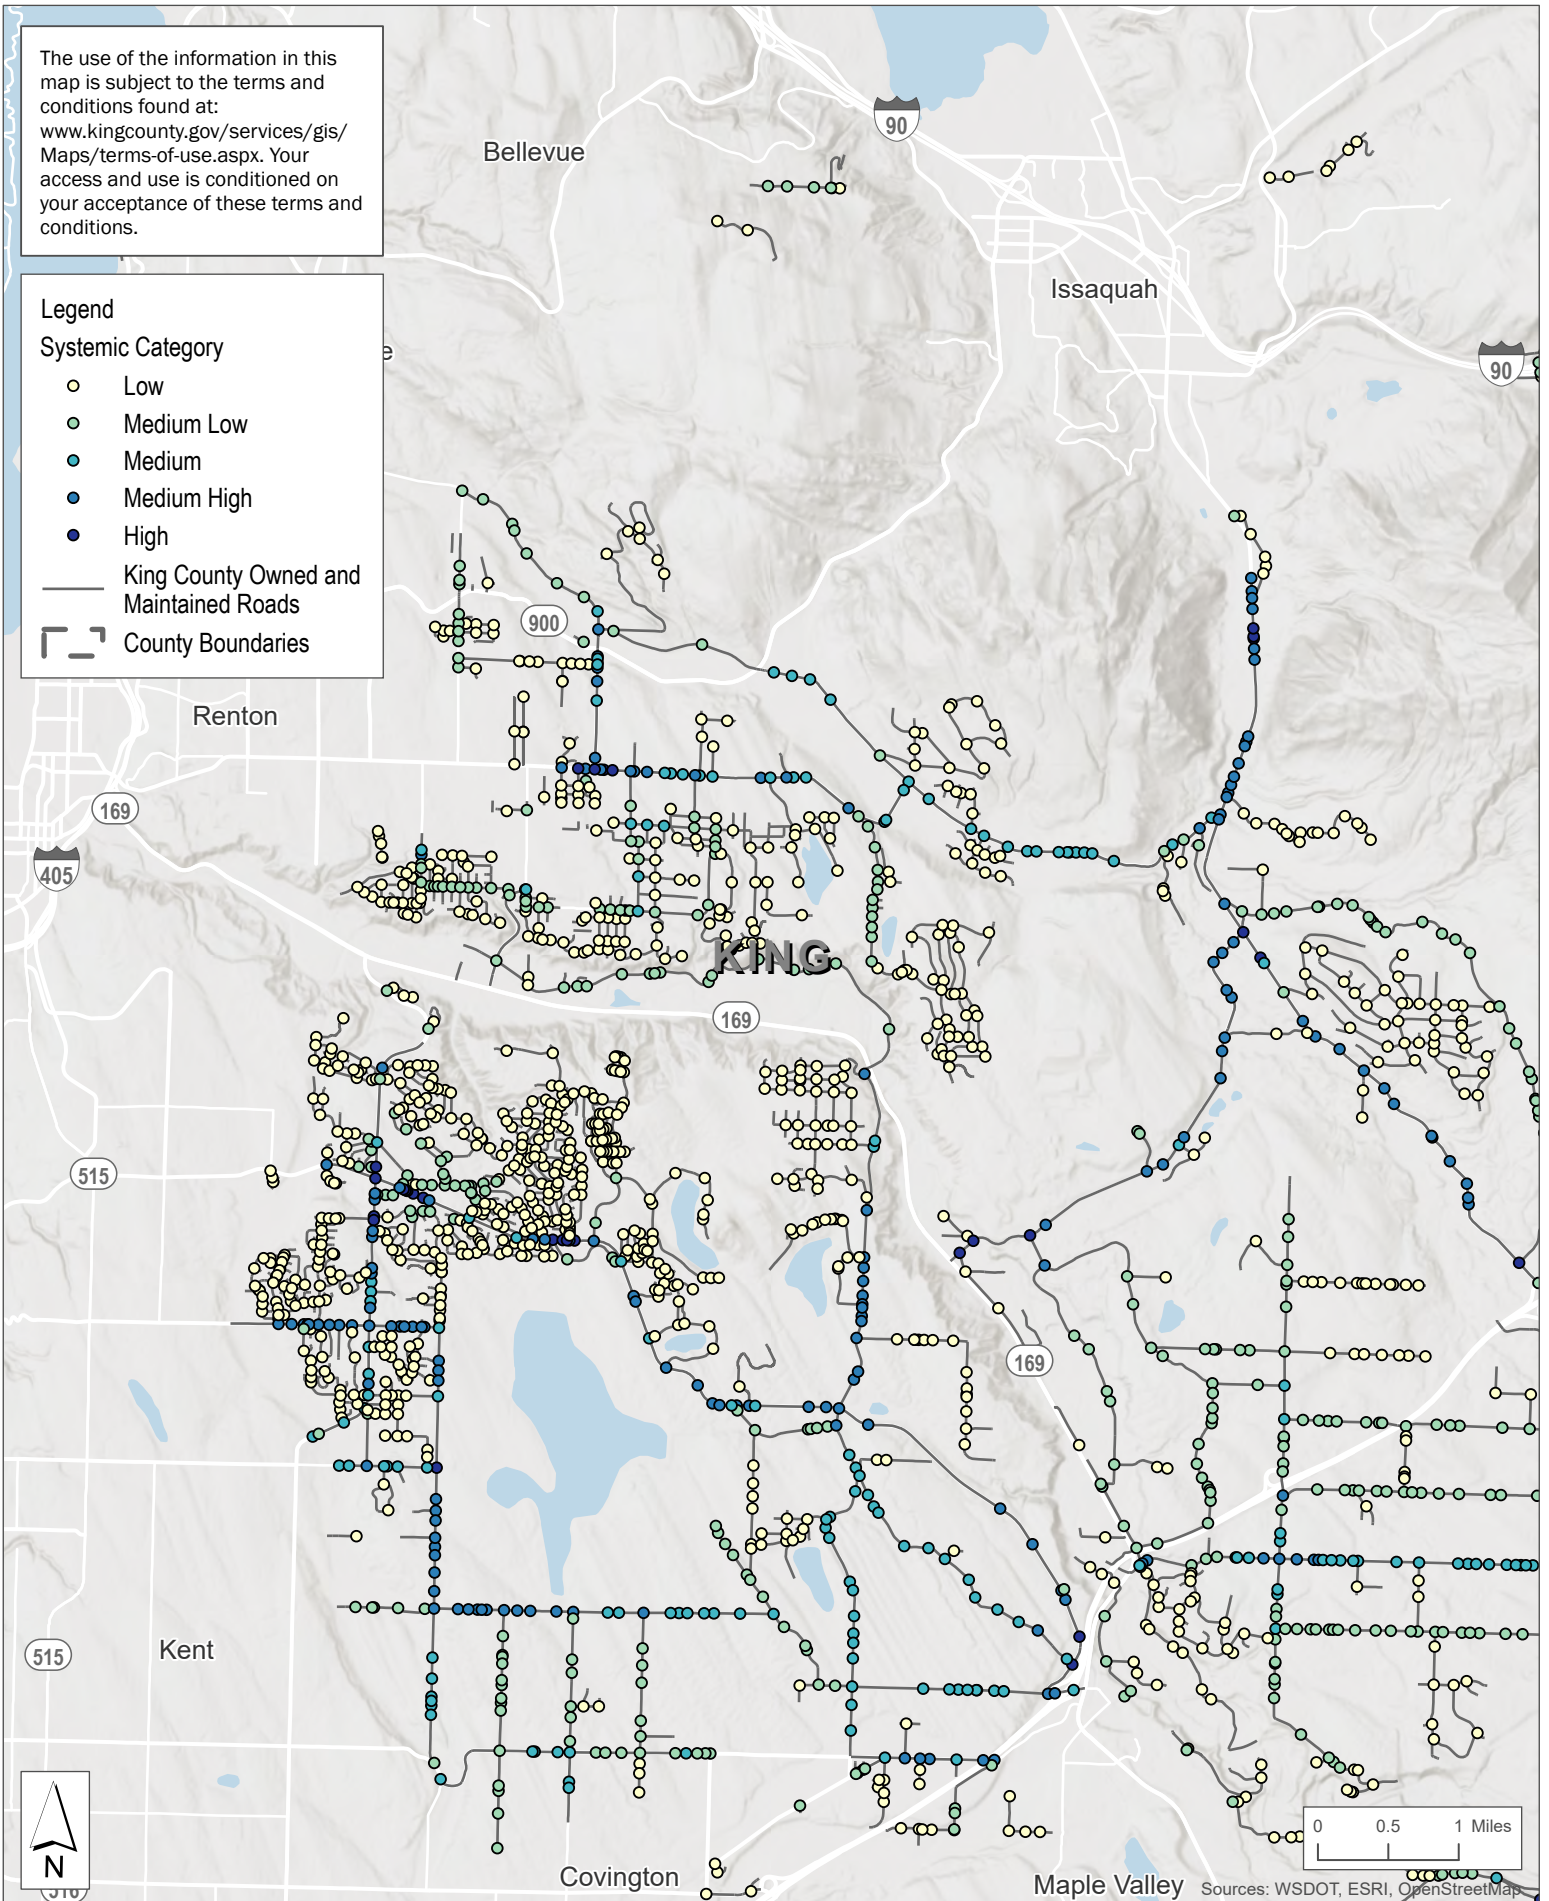 The use of the information in this
map is subject to the terms and
conditions found at:
www.kingcounty.gov/services/gis/
Maps/terms-of-use.aspx. Your
access and use is conditioned on
your acceptance of these terms and
conditions.
90
Bellevue
Issaquah
Legend
Systemic Category
e
90
Low
Medium Low
Medium
Medium High
High
King County Owned and
Maintained Roads
County Boundaries
900
Renton
169
405
KING
169
515
169
515
Kent
0 0.5 1 Miles
N
Covington
Maple Valley
516
Sources: WSDOT, ESRI, OpenStreetMap